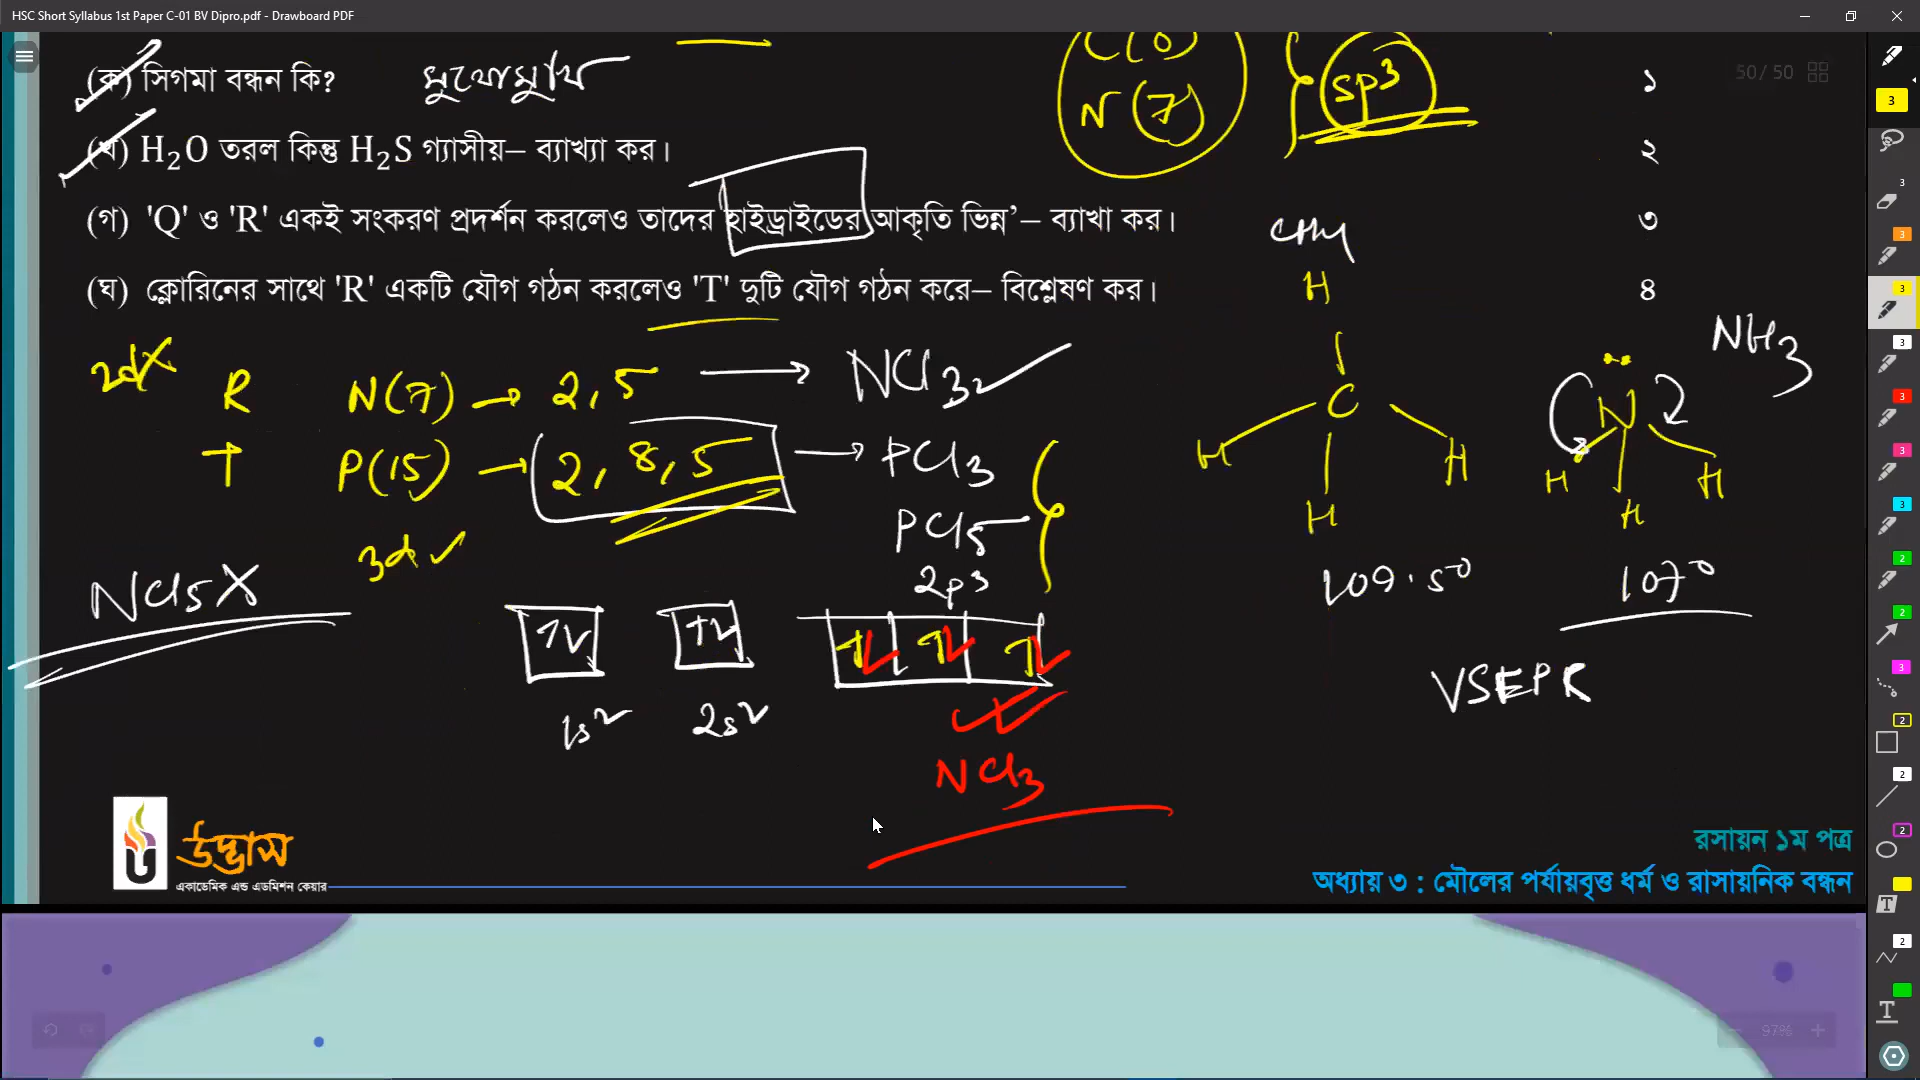 HSC Short Syllabus 1st Paper C-01 BV Dipro.pdf - Drawboard PDF
C(6)
N (7)
sp3
50 / 50
(ক) সিগমা বন্ধন কি? মুখোমুখি ১
(খ) H2O তরল কিন্তু H2S গ্যাসীয়– ব্যাখ্যা কর। ২
(গ) 'Q' ও 'R' একই সংকরণ প্রদর্শন করলেও তাদের হাইড্রাইডের আকৃতি ভিন্ন’– ব্যাখা কর। ৩
(ঘ) ক্লোরিনের সাথে 'R' একটি যৌগ গঠন করলেও 'T' দুটি যৌগ গঠন করে– বিশ্লেষণ কর। ৪
2d X
R N(7) → 2, 5 → NCl3
T P(15) → 2, 8, 5 → PCl3
PCl5
3d ✓
NCl5 X
2p3
1s2
2s2
NCl3
CH4
H
C
H H
H
109.5°
NH3
N
H H H
107°
VSEPR
উদ্ভাস
একাডেমিক এন্ড এডমিশন কেয়ার
রসায়ন ১ম পত্র
অধ্যায় ৩ : মৌলের পর্যায়বৃত্ত ধর্ম ও রাসায়নিক বন্ধন
97%